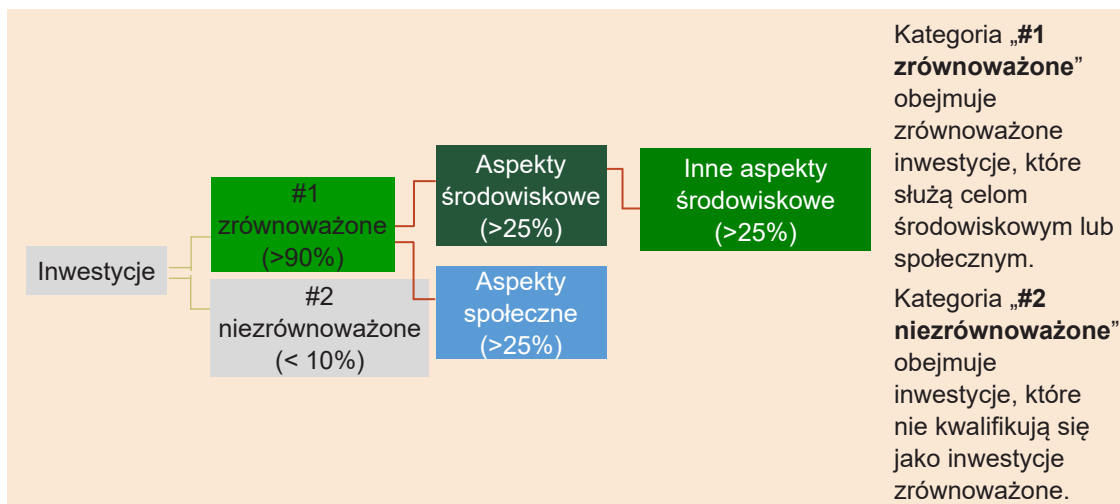 Inwestycje
#1
zrównoważone
(>90%)
#2
niezrównoważone
(< 10%)
Aspekty
środowiskowe
(>25%)
Aspekty
społeczne
(>25%)
Inne aspekty
środowiskowe
(>25%)
Kategoria „#1
zrównoważone”
obejmuje
zrównoważone
inwestycje, które
służą celom
środowiskowym lub
społecznym.
Kategoria „#2
niezrównoważone”
obejmuje
inwestycje, które
nie kwalifikują się
jako inwestycje
zrównoważone.